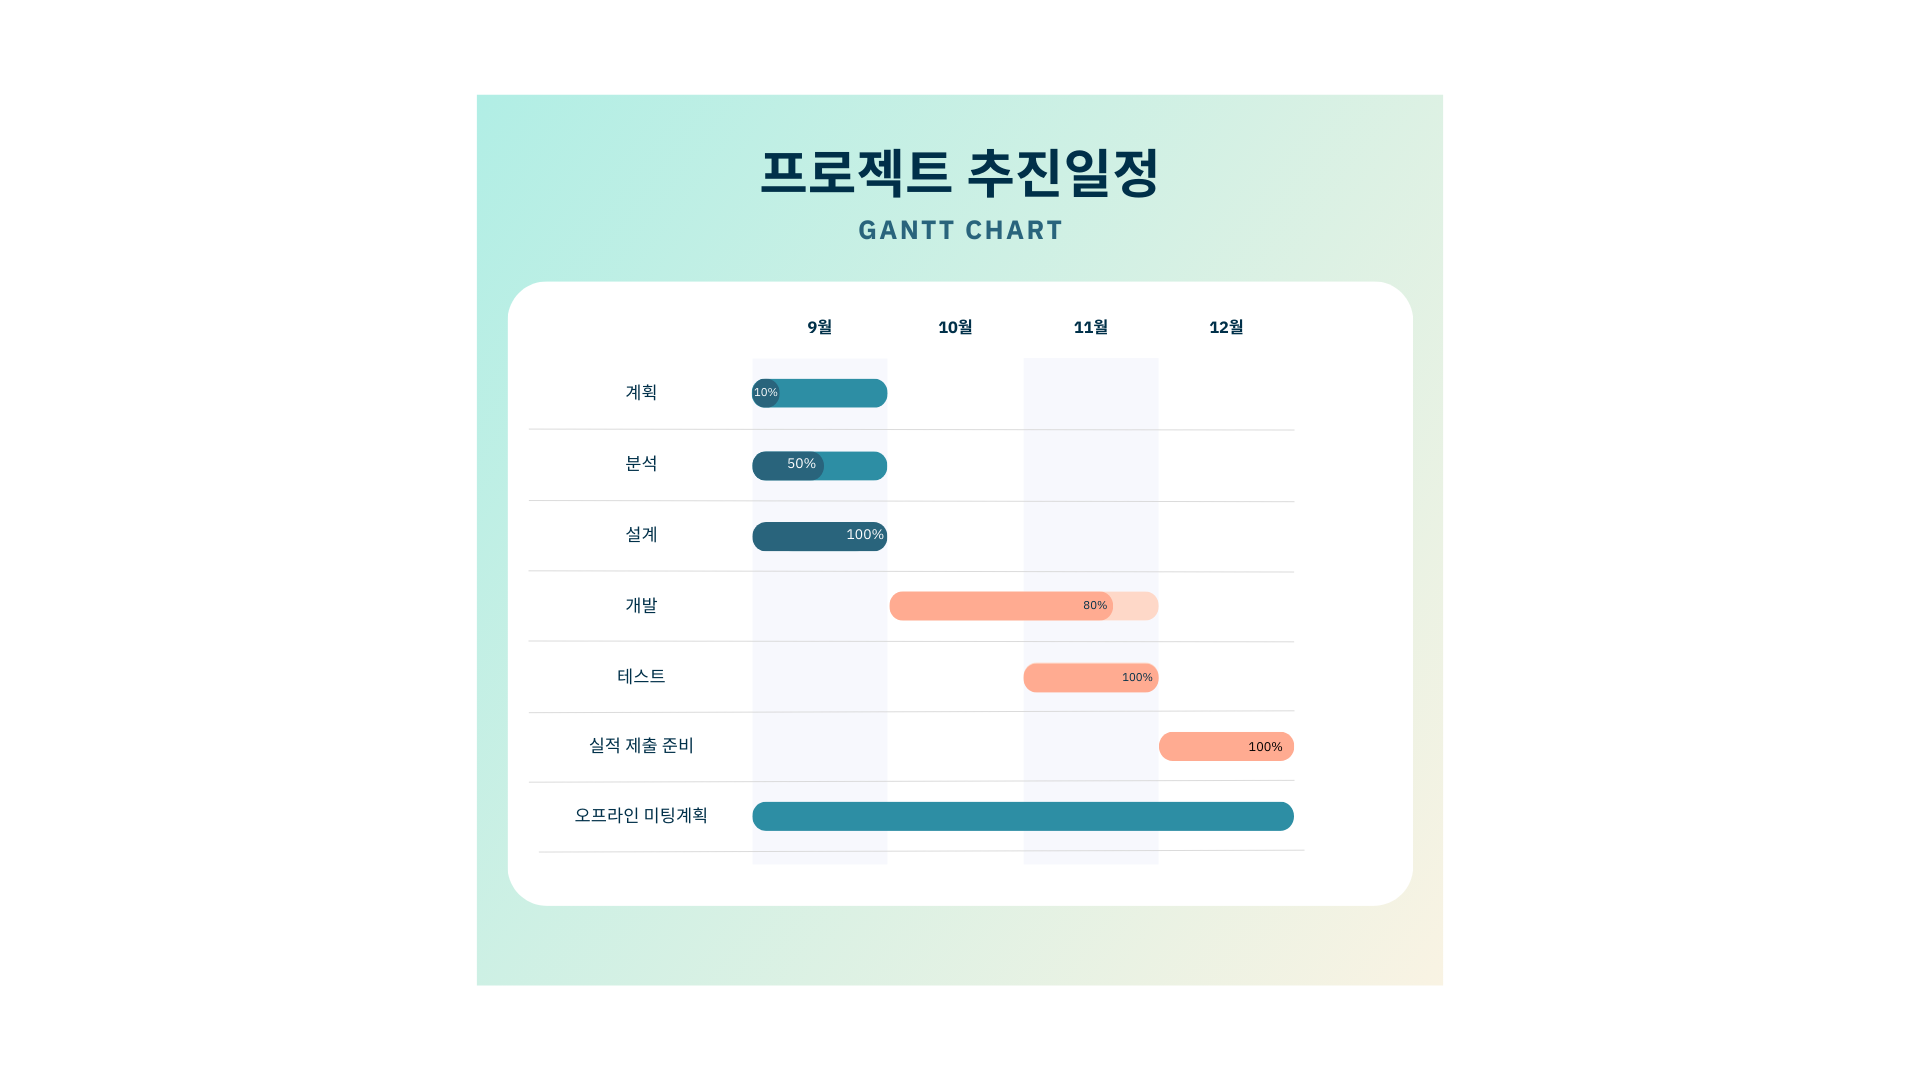 프로젝트 추진일정
GANTT CHART
9월 10월 11월 12월
계획 10%
분석 50%
설계 100%
개발 80%
테스트 100%
실적 제출 준비 100%
오프라인 미팅계획